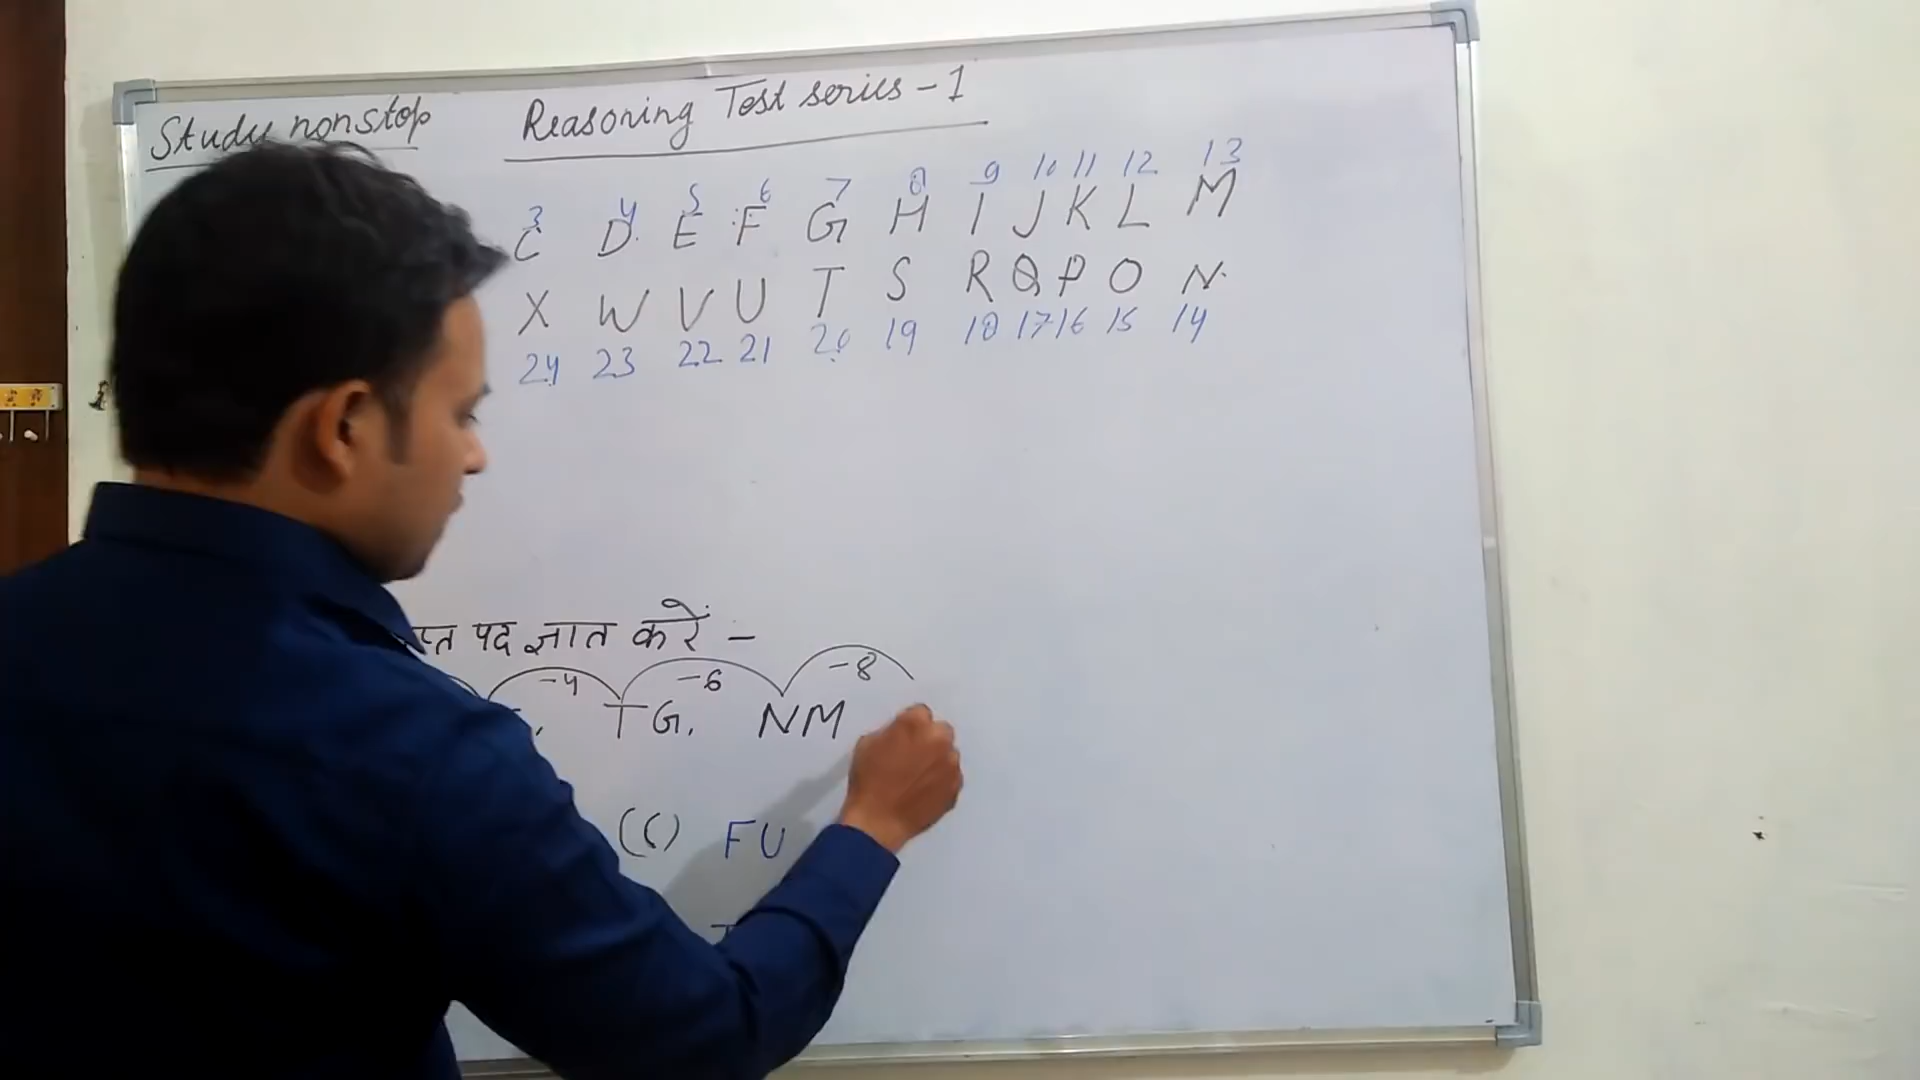 Study nonstop Reasoning Test series - 1
3 4 5 6 7 8 9 10 11 12 13
C D E F G H I J K L M
X W V U T S R Q P O N
24 23 22 21 20 19 18 17 16 15 14
पद ज्ञात करें -
-4 -6 -8
TG, NM
(C) FU